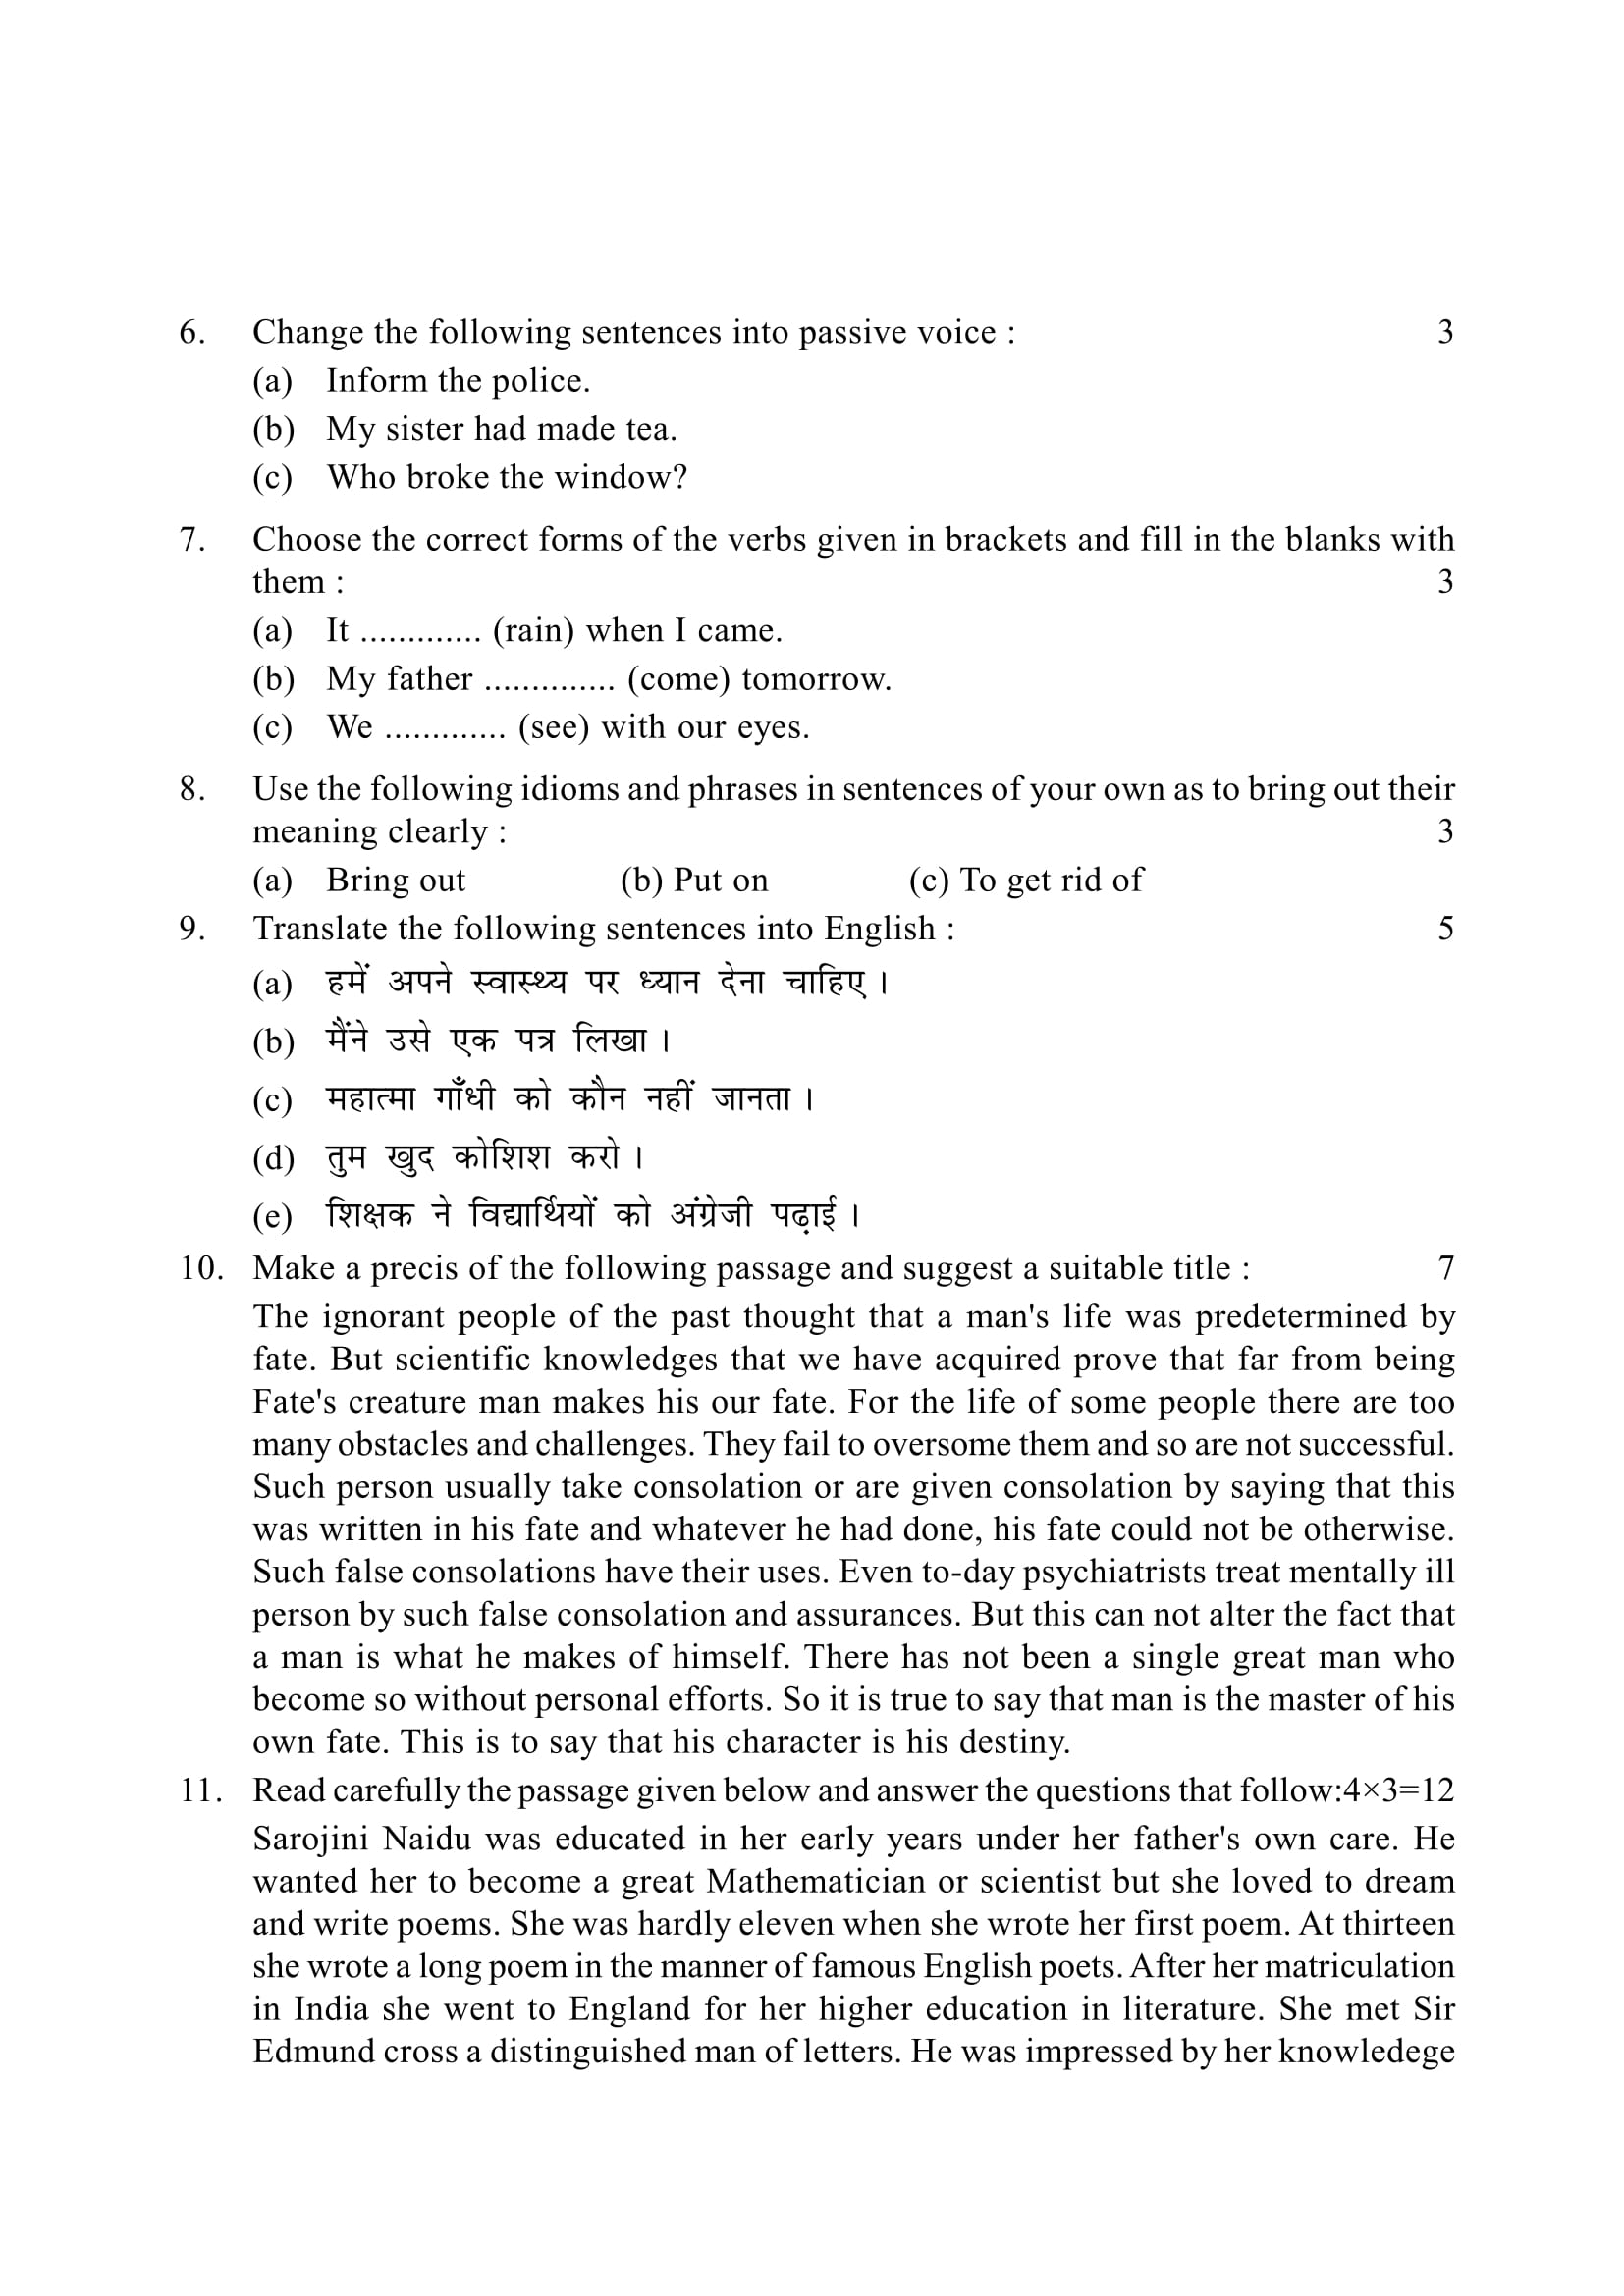 6. Change the following sentences into passive voice : 3
(a) Inform the police.
(b) My sister had made tea.
(c) Who broke the window?
7. Choose the correct forms of the verbs given in brackets and fill in the blanks with
them : 3
(a) It ............. (rain) when I came.
(b) My father .............. (come) tomorrow.
(c) We ............. (see) with our eyes.
8. Use the following idioms and phrases in sentences of your own as to bring out their
meaning clearly : 3
(a) Bring out (b) Put on (c) To get rid of
9. Translate the following sentences into English : 5
(a) हमें अपने स्वास्थ्य पर ध्यान देना चाहिए ।
(b) मैंने उसे एक पत्र लिखा ।
(c) महात्मा गाँधी को कौन नहीं जानता ।
(d) तुम खुद कोशिश करो ।
(e) शिक्षक ने विद्यार्थियों को अंग्रेजी पढ़ाई ।
10. Make a precis of the following passage and suggest a suitable title : 7
The ignorant people of the past thought that a man's life was predetermined by
fate. But scientific knowledges that we have acquired prove that far from being
Fate's creature man makes his our fate. For the life of some people there are too
many obstacles and challenges. They fail to oversome them and so are not successful.
Such person usually take consolation or are given consolation by saying that this
was written in his fate and whatever he had done, his fate could not be otherwise.
Such false consolations have their uses. Even to-day psychiatrists treat mentally ill
person by such false consolation and assurances. But this can not alter the fact that
a man is what he makes of himself. There has not been a single great man who
become so without personal efforts. So it is true to say that man is the master of his
own fate. This is to say that his character is his destiny.
11. Read carefully the passage given below and answer the questions that follow:4×3=12
Sarojini Naidu was educated in her early years under her father's own care. He
wanted her to become a great Mathematician or scientist but she loved to dream
and write poems. She was hardly eleven when she wrote her first poem. At thirteen
she wrote a long poem in the manner of famous English poets. After her matriculation
in India she went to England for her higher education in literature. She met Sir
Edmund cross a distinguished man of letters. He was impressed by her knowledege